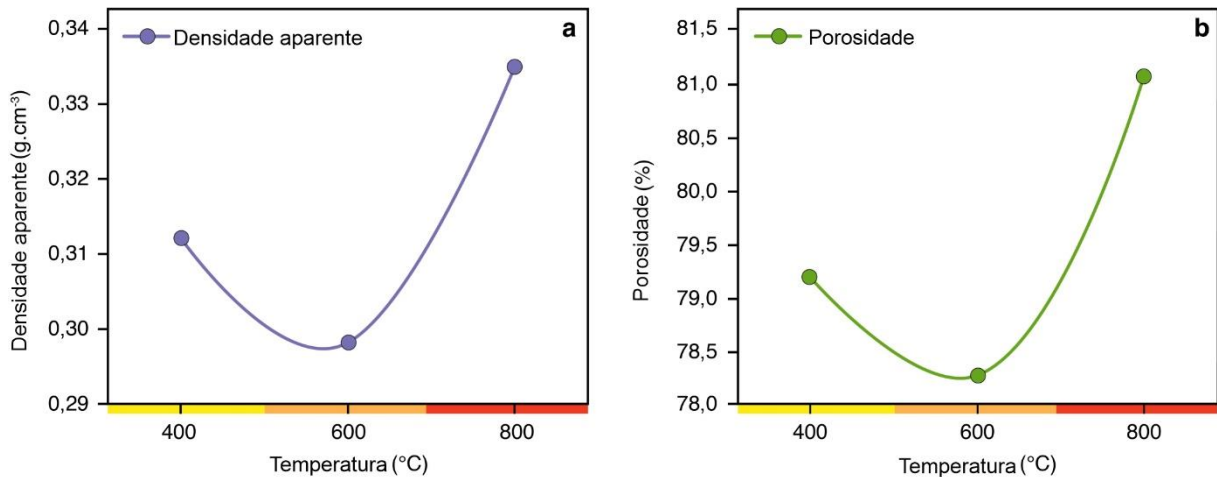 Densidade aparente
a
Densidade aparente (g.cm-³)
0,34
0,33
0,32
0,31
0,30
0,29
400
600
800
Temperatura (°C)
Porosidade
b
Porosidade (%)
81,5
81,0
80,5
80,0
79,5
79,0
78,5
78,0
400
600
800
Temperatura (°C)